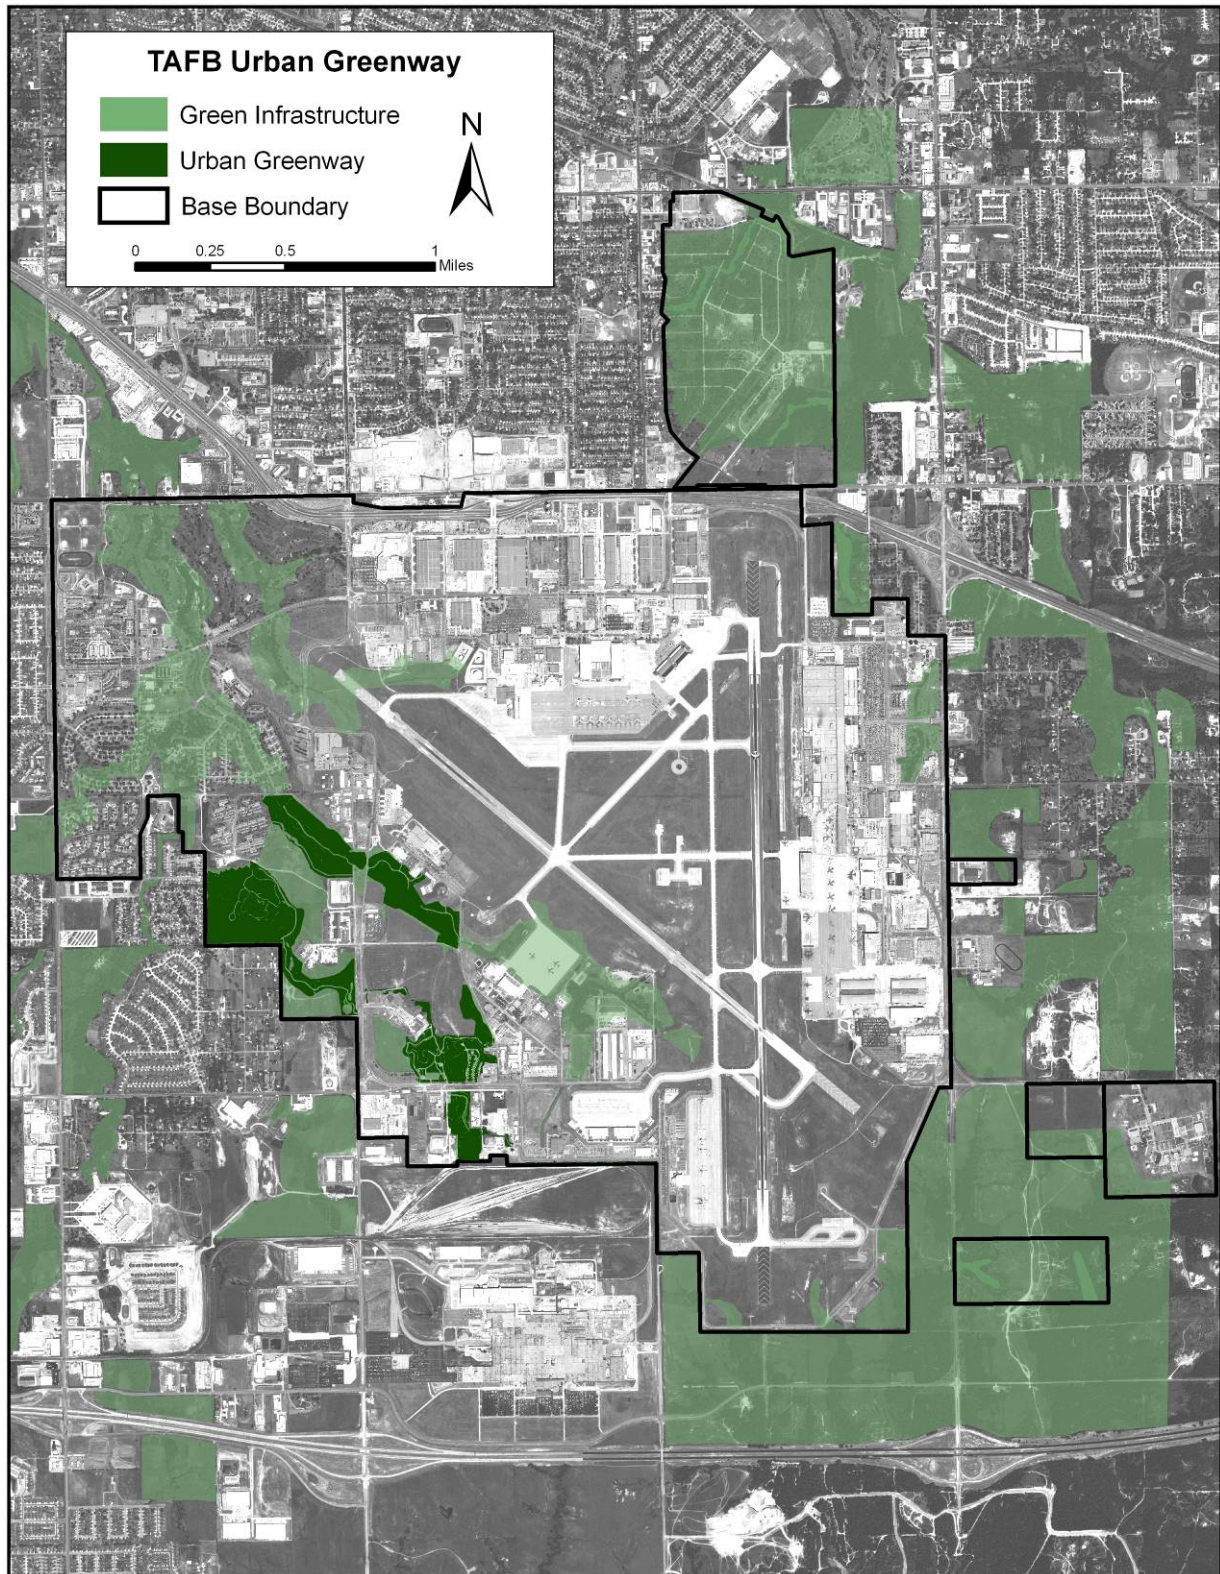 TAFB Urban Greenway
Green Infrastructure
Urban Greenway
Base Boundary
N
0 0.25 0.5 1
Miles